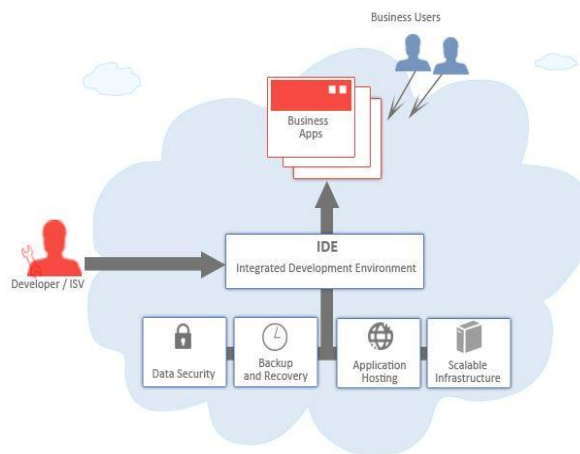 Business Users
Business
Apps
IDE
Integrated Development Environment
Developer / ISV
Data Security
Backup
and Recovery
Application
Hosting
Scalable
Infrastructure